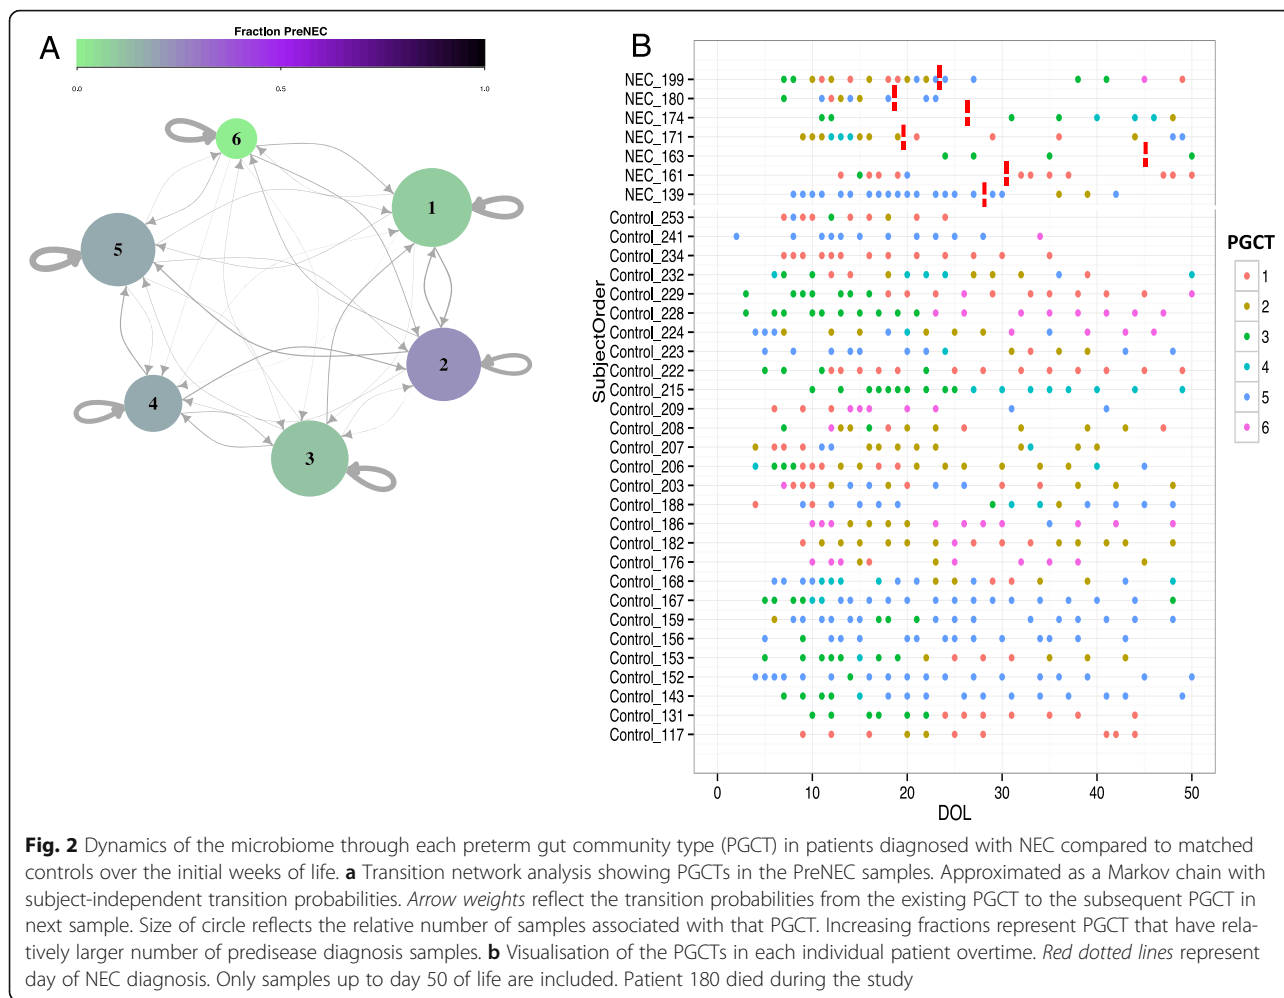 A
Fraction PreNEC
0.0 0.5 1.0
6
1
5
2
4
3
B
NEC_199
NEC_180
NEC_174
NEC_171
NEC_163
NEC_161
NEC_139
Control_253
Control_241
Control_234
Control_232
Control_229
Control_228
Control_224
Control_223
Control_222
Control_215
Control_209
Control_208
Control_207
Control_206
Control_203
Control_188
Control_186
Control_182
Control_176
Control_168
Control_167
Control_159
Control_156
Control_153
Control_152
Control_143
Control_131
Control_117
SubjectOrder
0 10 20 30 40 50
DOL
PGCT
1
2
3
4
5
6
Fig. 2 Dynamics of the microbiome through each preterm gut community type (PGCT) in patients diagnosed with NEC compared to matched
controls over the initial weeks of life. a Transition network analysis showing PGCTs in the PreNEC samples. Approximated as a Markov chain with
subject-independent transition probabilities. Arrow weights reflect the transition probabilities from the existing PGCT to the subsequent PGCT in
next sample. Size of circle reflects the relative number of samples associated with that PGCT. Increasing fractions represent PGCT that have rela-
tively larger number of predisease diagnosis samples. b Visualisation of the PGCTs in each individual patient overtime. Red dotted lines represent
day of NEC diagnosis. Only samples up to day 50 of life are included. Patient 180 died during the study